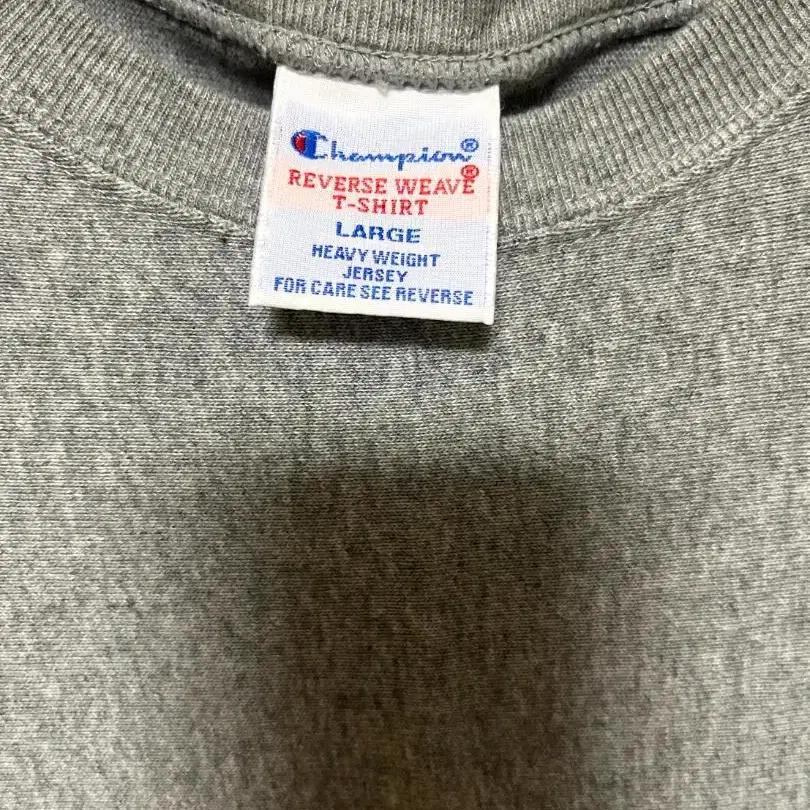 Champion®
REVERSE WEAVE®
T-SHIRT
LARGE
HEAVY WEIGHT
JERSEY
FOR CARE SEE REVERSE